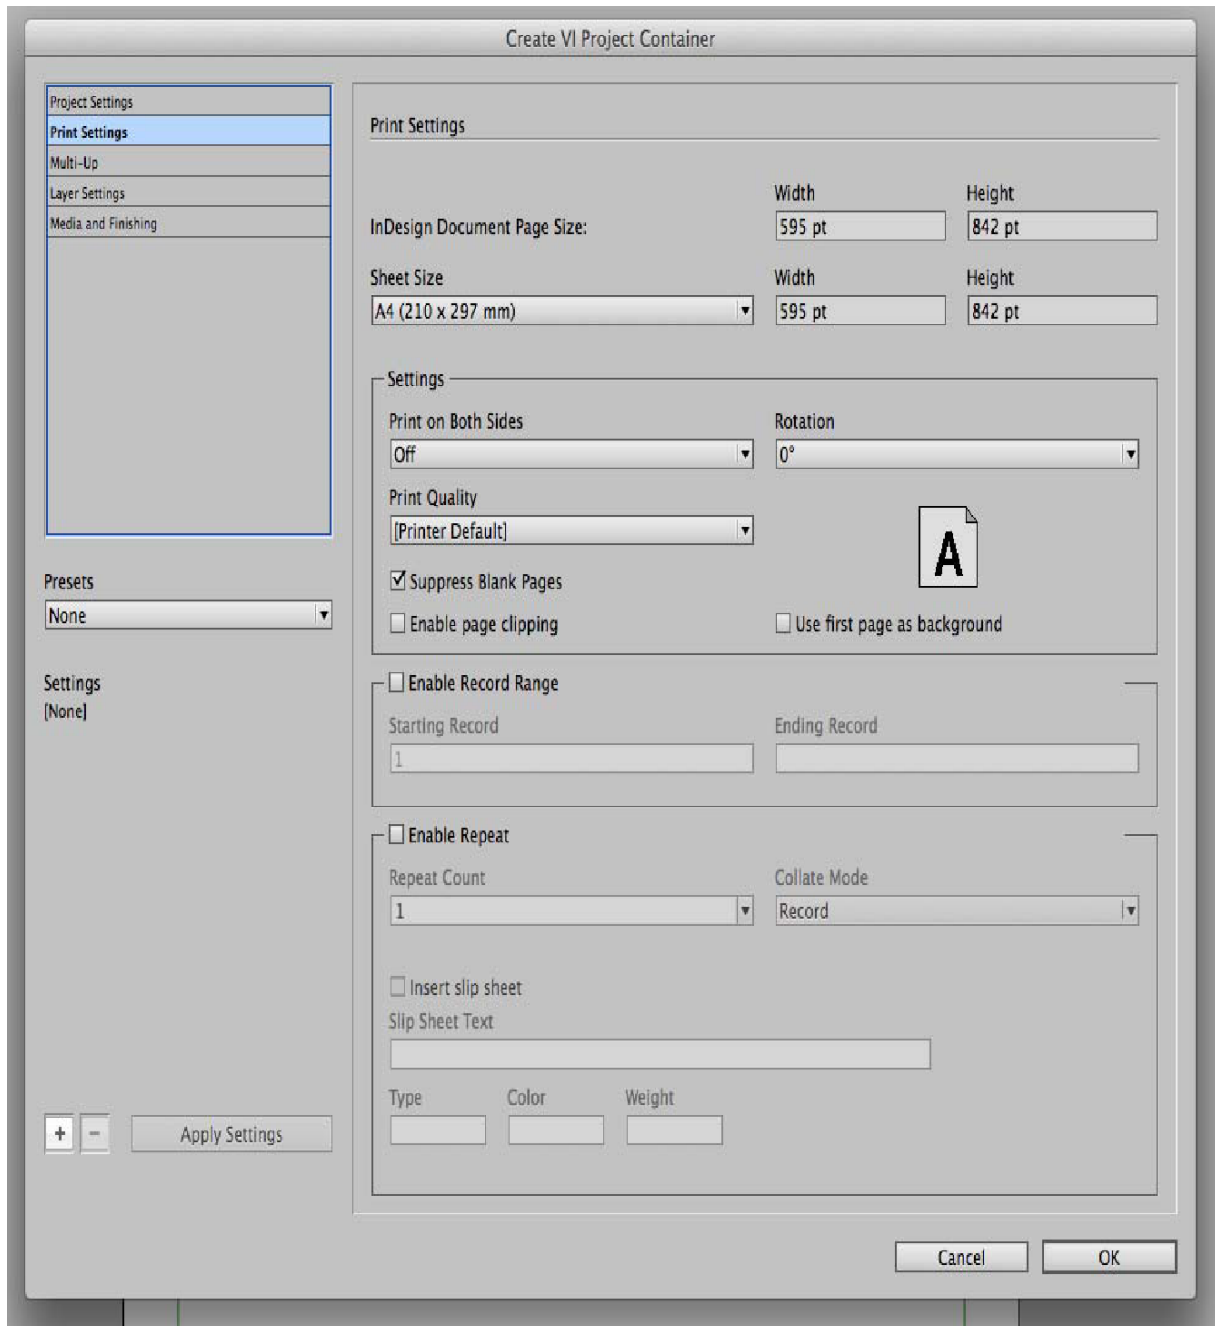 Create VI Project Container
Project Settings
Print Settings
Multi-Up
Layer Settings
Media and Finishing
Presets
None
Settings
[None]
+ - Apply Settings
Print Settings
Width Height
InDesign Document Page Size: 595 pt 842 pt
Sheet Size Width Height
A4 (210 x 297 mm) 595 pt 842 pt
Settings
Print on Both Sides Rotation
Off 0°
Print Quality
[Printer Default]
A
Suppress Blank Pages
Enable page clipping Use first page as background
Enable Record Range
Starting Record Ending Record
1
Enable Repeat
Repeat Count Collate Mode
1 Record
Insert slip sheet
Slip Sheet Text
Type Color Weight
Cancel OK